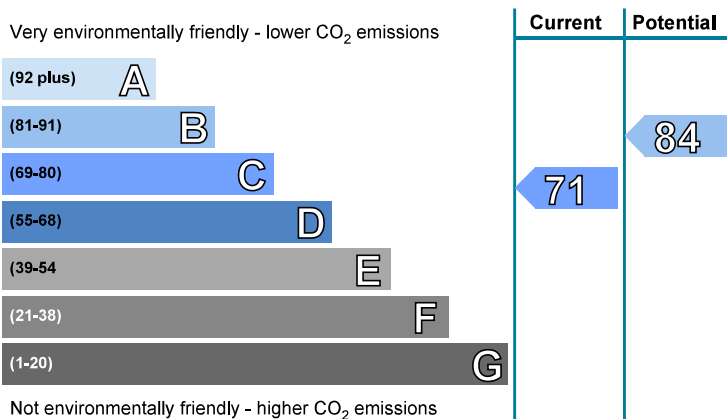 Very environmentally friendly - lower CO₂ emissions
Current
Potential
(92 plus) A
(81-91) B
84
(69-80) C
71
(55-68) D
(39-54 E
(21-38) F
(1-20) G
Not environmentally friendly - higher CO₂ emissions